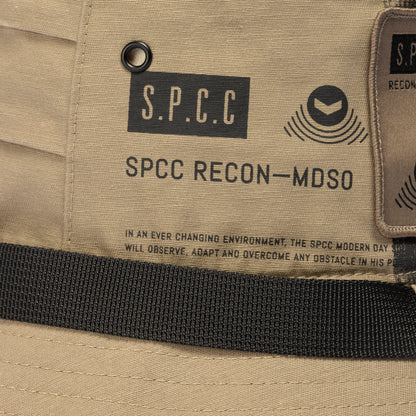 S.P.C.C
SPCC RECON—MDS0
IN AN EVER CHANGING ENVIRONMENT, THE SPCC MODERN DAY
WILL OBSERVE, ADAPT AND OVERCOME ANY OBSTACLE IN HIS
S.P.
RECON